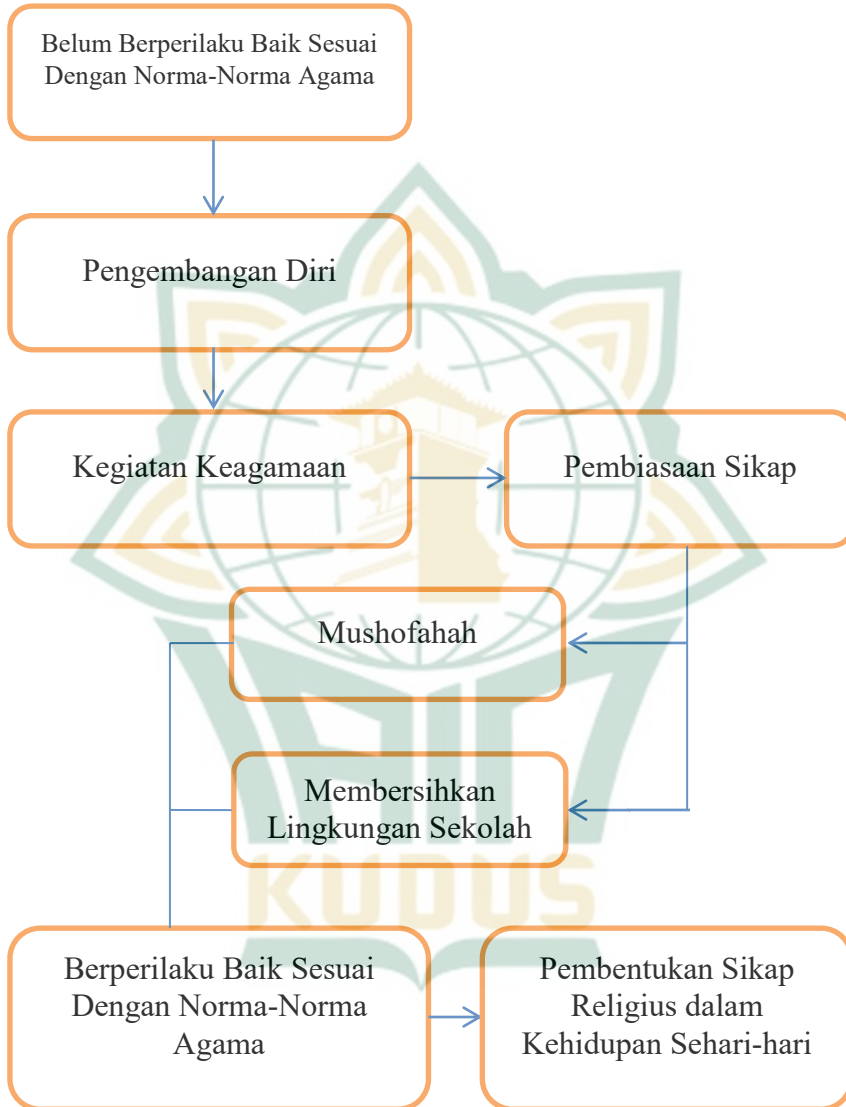 Belum Berperilaku Baik Sesuai
Dengan Norma-Norma Agama
Pengembangan Diri
Kegiatan Keagamaan
Pembiasaan Sikap
Mushofahah
Membersihkan
Lingkungan Sekolah
IAIN
KUDUS
Berperilaku Baik Sesuai
Dengan Norma-Norma
Agama
Pembentukan Sikap
Religius dalam
Kehidupan Sehari-hari